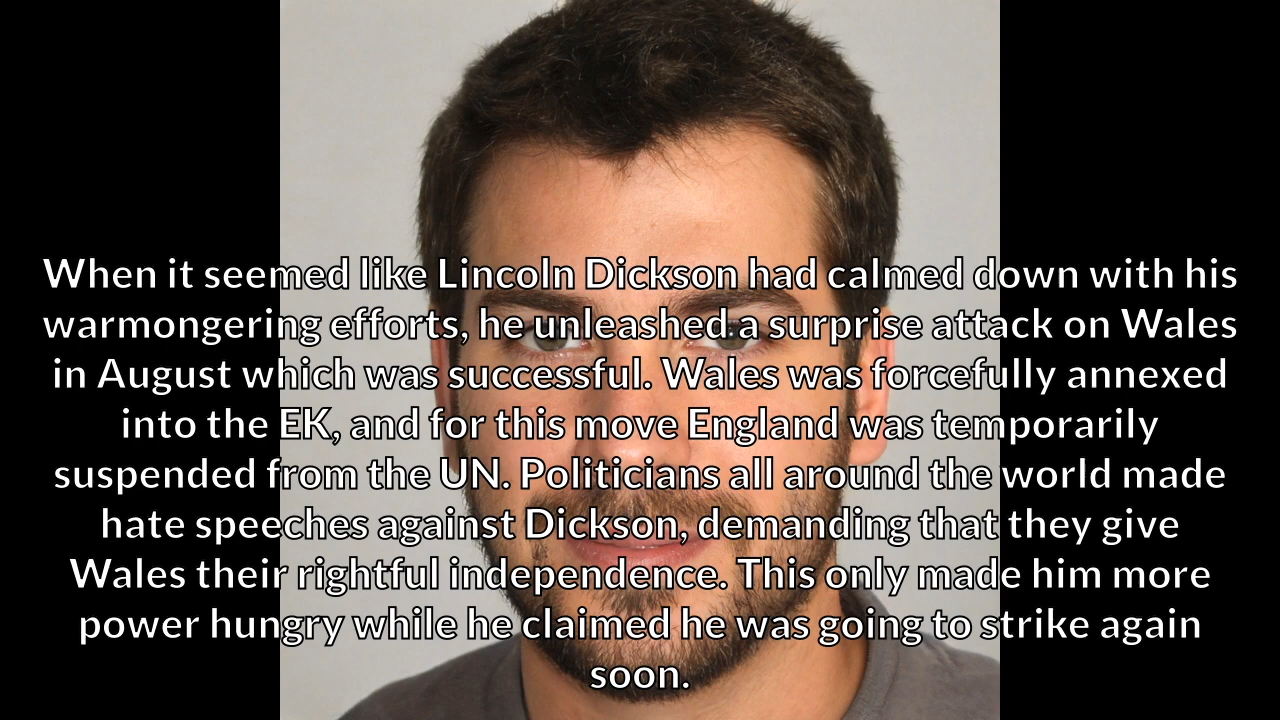 When it seemed like Lincoln Dickson had calmed down with his
warmongering efforts, he unleashed a surprise attack on Wales
in August which was successful. Wales was forcefully annexed
into the EK, and for this move England was temporarily
suspended from the UN. Politicians all around the world made
hate speeches against Dickson, demanding that they give
Wales their rightful independence. This only made him more
power hungry while he claimed he was going to strike again
soon.